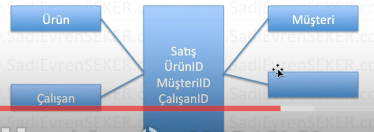 Ürün
Müşteri
Satış
ÜrünID
MüşteriID
ÇalışanID
Çalışan